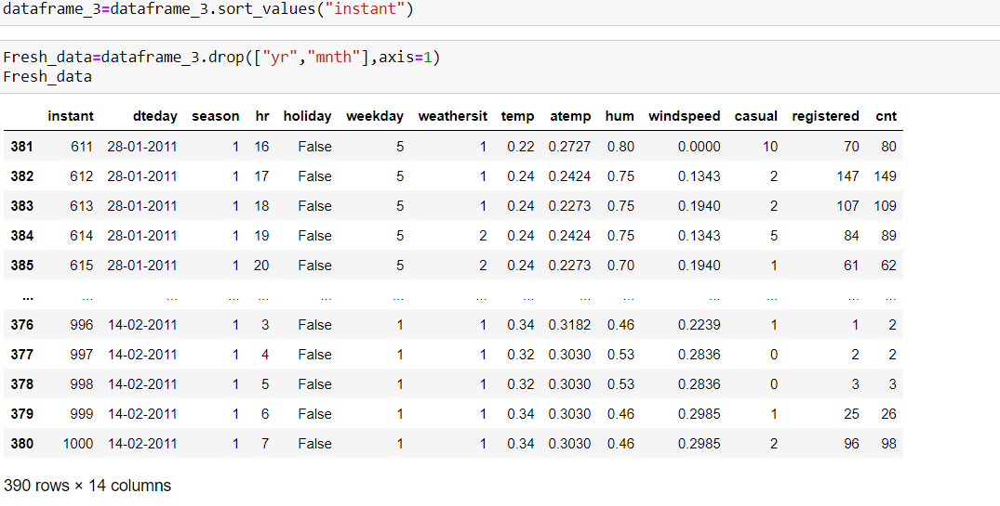 dataframe_3=dataframe_3.sort_values("instant")
Fresh_data=dataframe_3.drop(["yr","mnth"],axis=1)
Fresh_data
instant dteday season hr holiday weekday weathersit temp atemp hum windspeed casual registered cnt
381 611 28-01-2011 1 16 False 5 1 0.22 0.2727 0.80 0.0000 10 70 80
382 612 28-01-2011 1 17 False 5 1 0.24 0.2424 0.75 0.1343 2 147 149
383 613 28-01-2011 1 18 False 5 1 0.24 0.2273 0.75 0.1940 2 107 109
384 614 28-01-2011 1 19 False 5 2 0.24 0.2424 0.75 0.1343 5 84 89
385 615 28-01-2011 1 20 False 5 2 0.24 0.2273 0.70 0.1940 1 61 62
... ... ... ... ... ... ... ... ... ... ... ... ... ... ...
376 996 14-02-2011 1 3 False 1 1 0.34 0.3182 0.46 0.2239 1 1 2
377 997 14-02-2011 1 4 False 1 1 0.32 0.3030 0.53 0.2836 0 2 2
378 998 14-02-2011 1 5 False 1 1 0.32 0.3030 0.53 0.2836 0 3 3
379 999 14-02-2011 1 6 False 1 1 0.34 0.3030 0.46 0.2985 1 25 26
380 1000 14-02-2011 1 7 False 1 1 0.34 0.3030 0.46 0.2985 2 96 98
390 rows × 14 columns